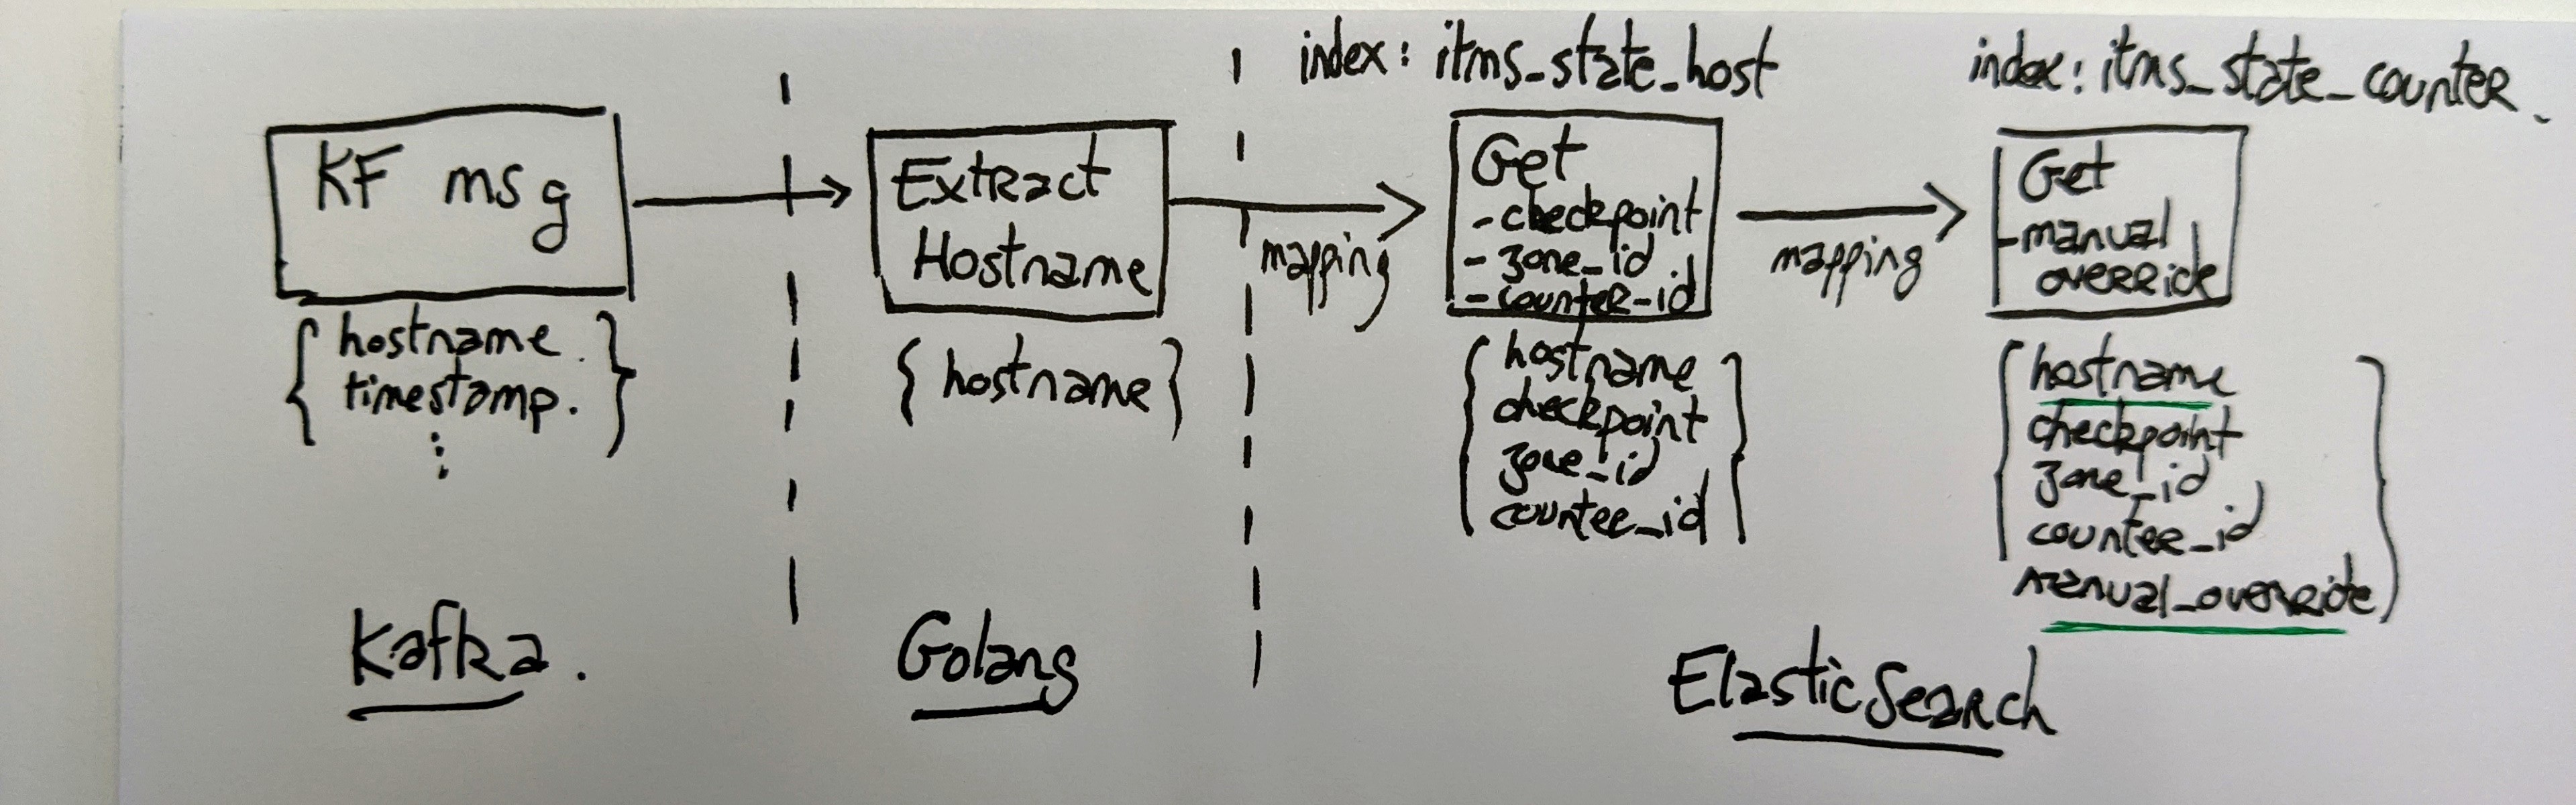 index: itms_state_host
index: itms_state_counter
KF msg
Extract
Hostname
mapping
Get
- checkpoint
- zone_id
- counter-id
mapping
Get
- manual
override
{ hostname }
timestamp.
:
{ hostname }
{ hostname }
checkpoint
zone_id
counter_id
{ hostname }
checkpoint
zone_id
counter_id
manual_override
Kafka.
Golang
ElasticSearch